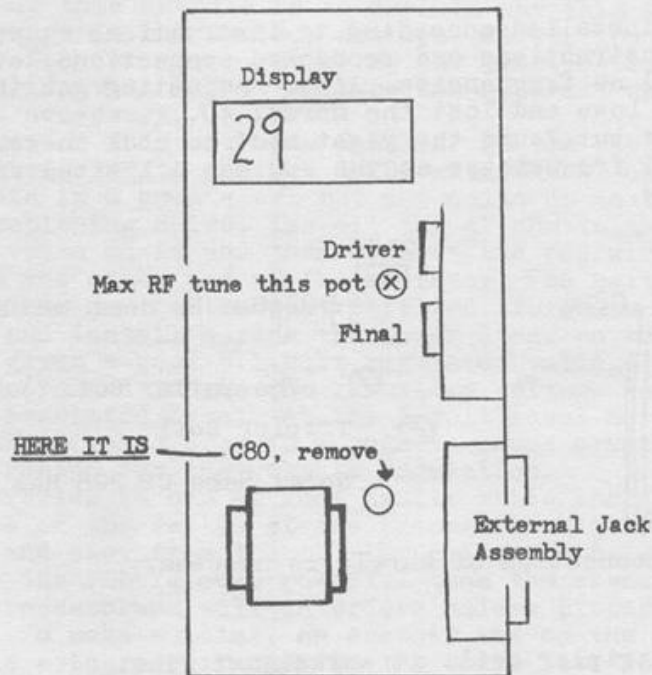 Display
29
Driver
Max RF tune this pot
Final
HERE IT IS C80, remove
External Jack
Assembly